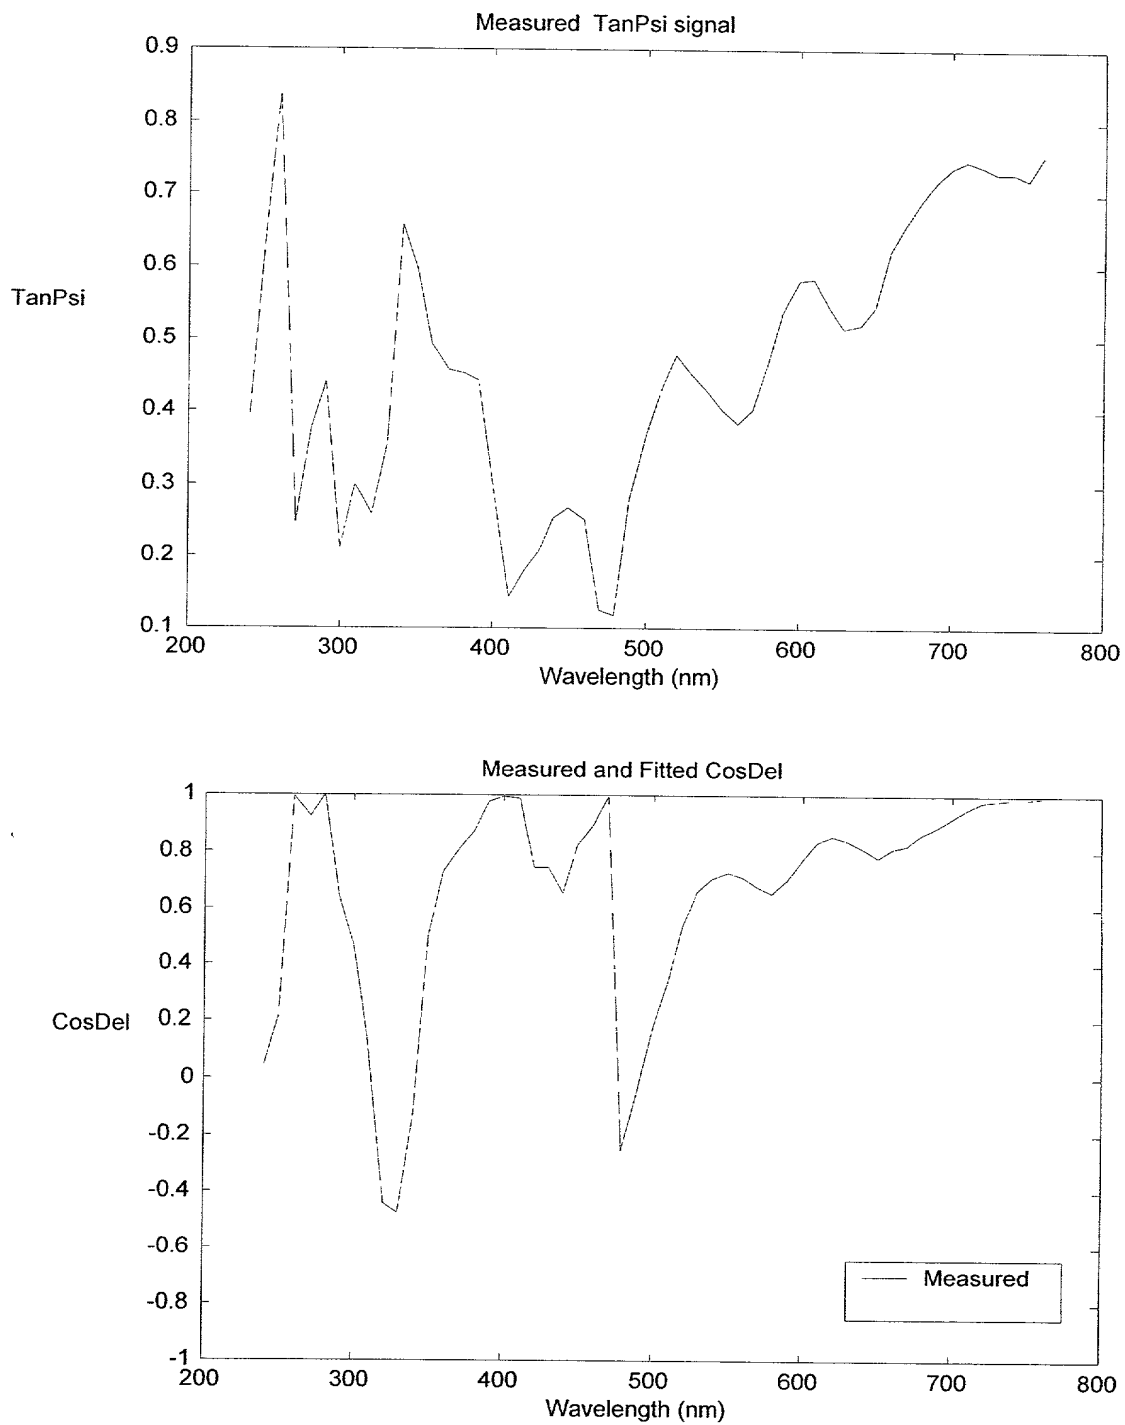 Measured TanPsi signal
0.9
0.8
0.7
0.6
TanPsi
0.5
0.4
0.3
0.2
0.1
200 300 400 500 600 700 800
Wavelength (nm)
Measured and Fitted CosDel
1
0.8
0.6
0.4
CosDel 0.2
0
-0.2
-0.4
-0.6
Measured
-0.8
-1
200 300 400 500 600 700 800
Wavelength (nm)